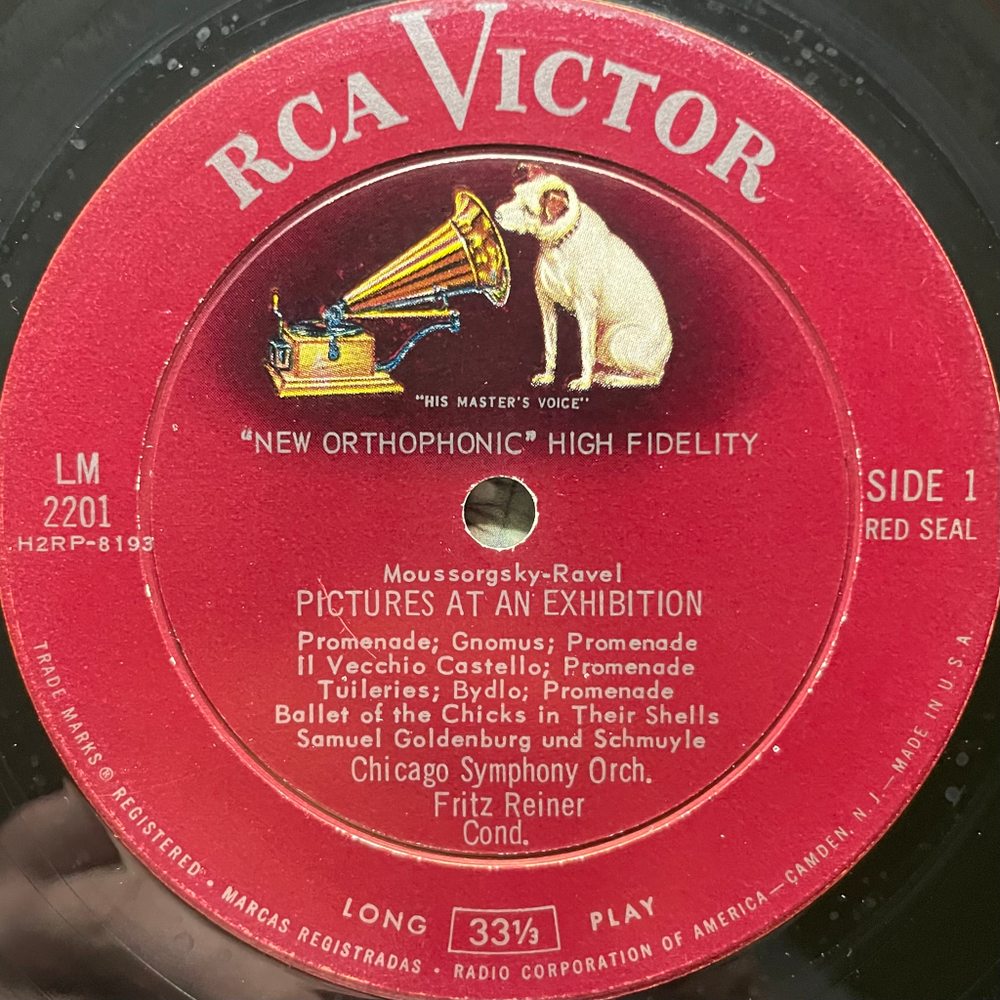 RCA VICTOR
"HIS MASTER'S VOICE"
"NEW ORTHOPHONIC" HIGH FIDELITY
LM
2201
H2RP-8193
SIDE 1
RED SEAL
Moussorgsky-Ravel
PICTURES AT AN EXHIBITION
Promenade; Gnomus; Promenade
Il Vecchio Castello; Promenade
Tuileries; Bydlo; Promenade
Ballet of the Chicks in Their Shells
Samuel Goldenburg und Schmuyle
Chicago Symphony Orch.
Fritz Reiner
Cond.
LONG 33⅓ PLAY
TRADE MARKS ® REGISTERED • MARCAS REGISTRADAS • RADIO CORPORATION OF AMERICA — CAMDEN, N. J. — MADE IN U.S.A.